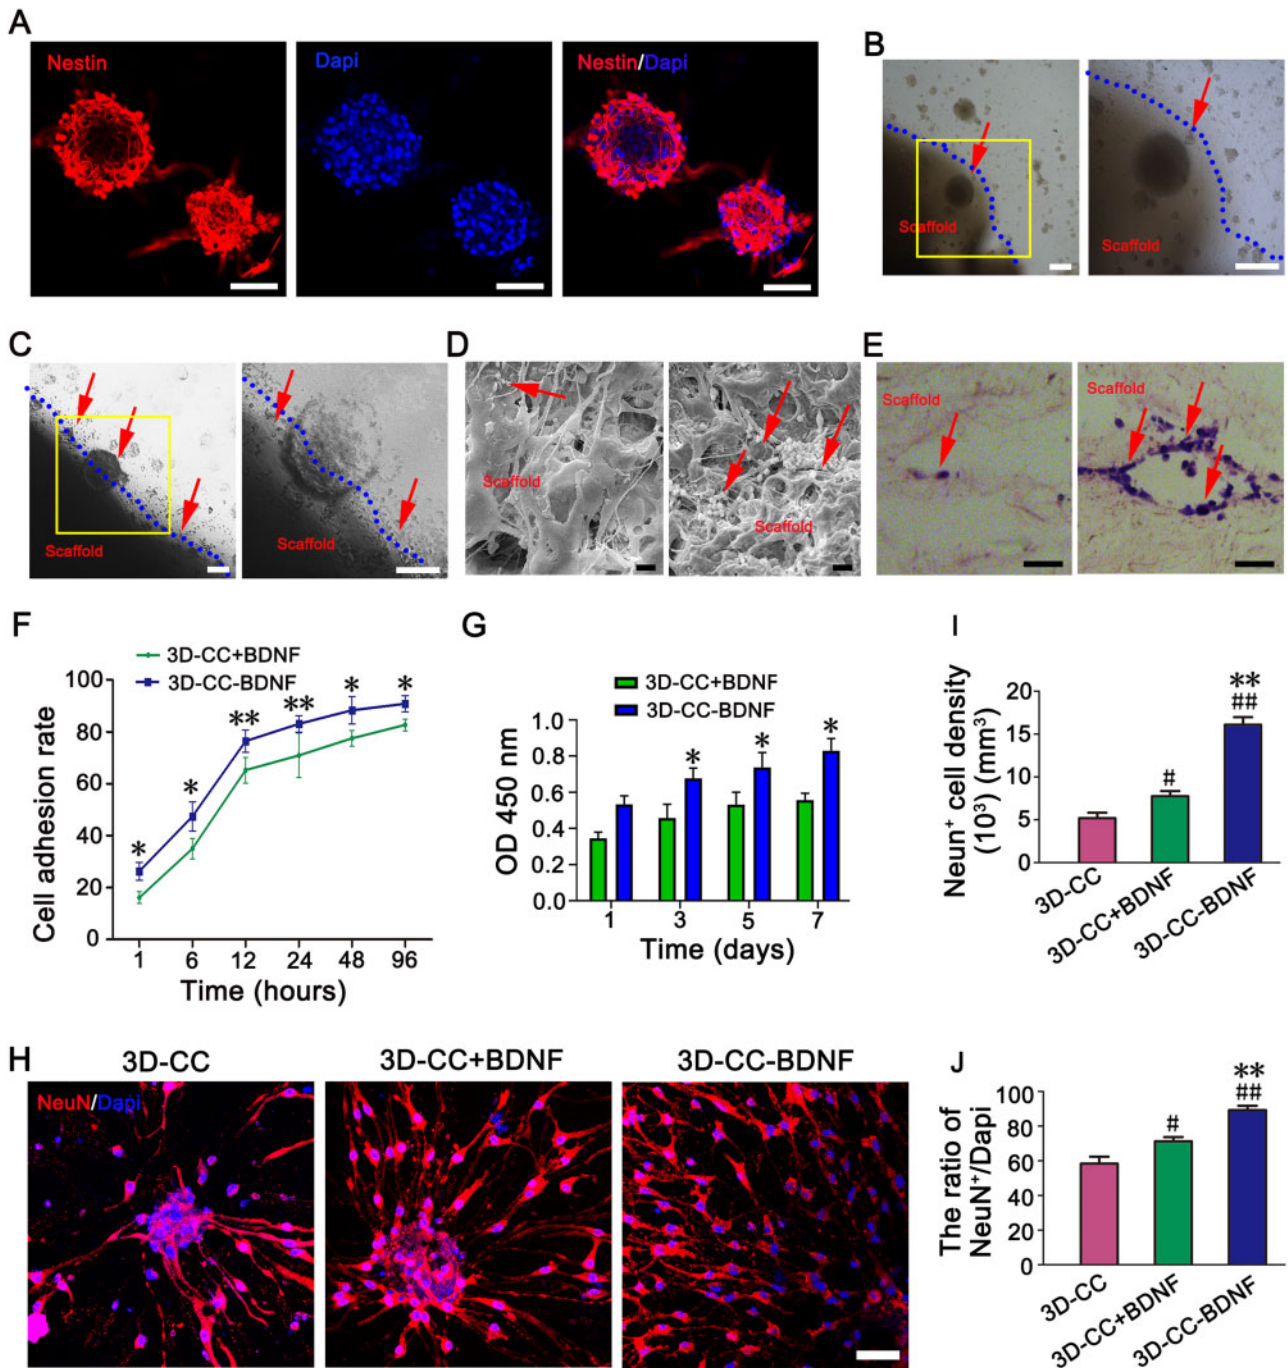 A
Nestin
Dapi
Nestin/Dapi
B
Scaffold
Scaffold
C
Scaffold
Scaffold
D
Scaffold
Scaffold
E
Scaffold
Scaffold
F
3D-CC+BDNF
3D-CC-BDNF
Cell adhesion rate
100
80
60
40
20
0
* * ** ** * *
1 6 12 24 48 96
Time (hours)
G
3D-CC+BDNF
3D-CC-BDNF
OD 450 nm
1.0
0.8
0.6
0.4
0.2
0.0
* * *
1 3 5 7
Time (days)
I
Neun⁺ cell density
(10³) (mm³)
20
15
10
5
0
#
**
##
3D-CC
3D-CC+BDNF
3D-CC-BDNF
H
3D-CC
3D-CC+BDNF
3D-CC-BDNF
NeuN/Dapi
J
The ratio of
NeuN⁺/Dapi
100
80
60
40
20
0
#
**
##
3D-CC
3D-CC+BDNF
3D-CC-BDNF